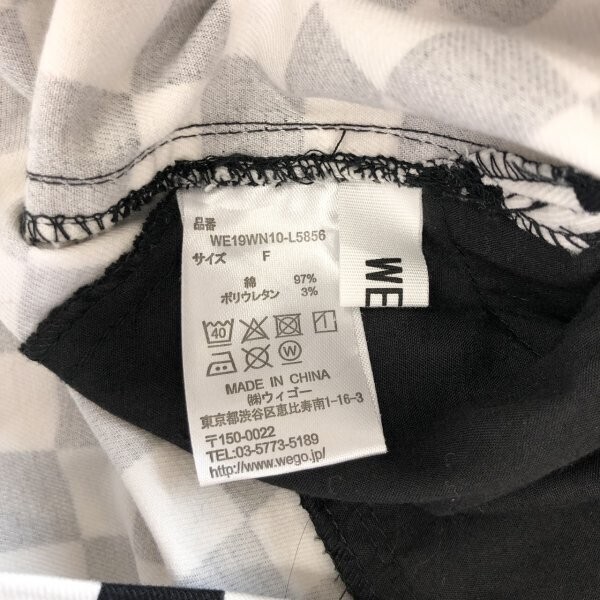 品番
WE19WN10-L5856
サイズ F
綿 97%
ポリウレタン 3%
40
W
MADE IN CHINA
㈱ウィゴー
東京都渋谷区恵比寿南1-16-3
〒150-0022
TEL:03-5773-5189
http://www.wego.jp/
WE